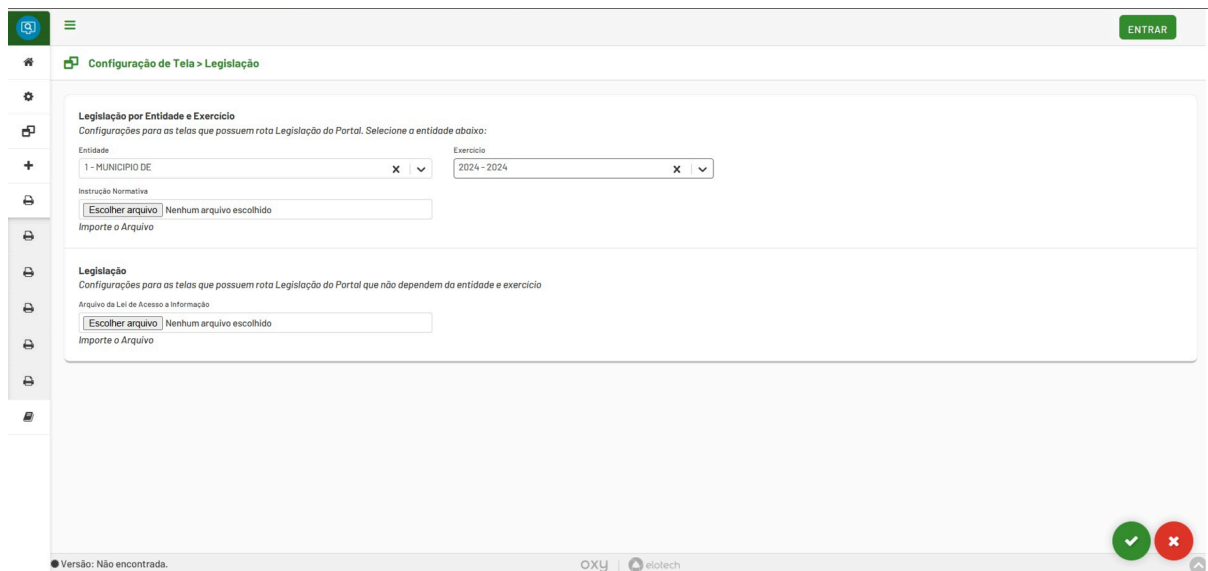 ENTRAR
Configuração de Tela > Legislação
Legislação por Entidade e Exercício
Configurações para as telas que possuem rota Legislação do Portal. Selecione a entidade abaixo:
Entidade
Exercício
1 - MUNICIPIO DE
2024 - 2024
Instrução Normativa
Escolher arquivo Nenhum arquivo escolhido
Importe o Arquivo
Legislação
Configurações para as telas que possuem rota Legislação do Portal que não dependem da entidade e exercício
Arquivo da Lei de Acesso a Informação
Escolher arquivo Nenhum arquivo escolhido
Importe o Arquivo
Versão: Não encontrada.
oxy | elotech